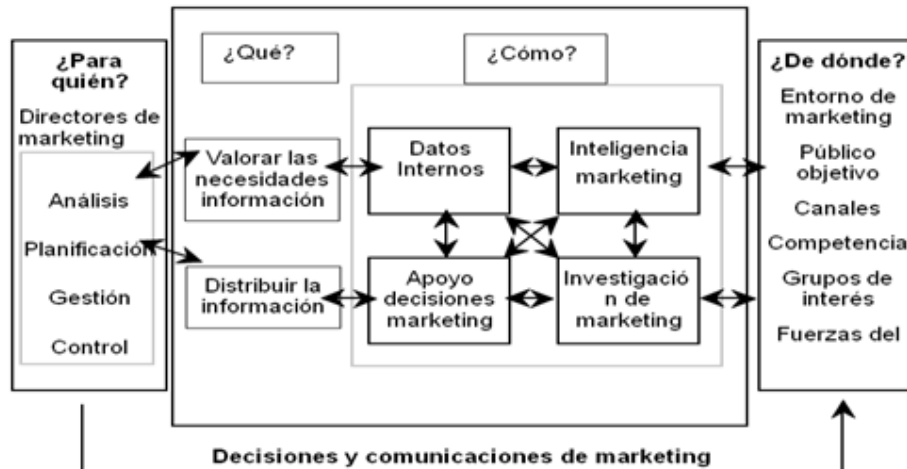 ¿Para
quién?
Directores de
marketing
Análisis
Planificación
Gestión
Control
¿Qué?
Valorar las
necesidades
información
Distribuir la
información
¿Cómo?
Datos
Internos
Inteligencia
marketing
Apoyo
decisiones
marketing
Investigació
n de
marketing
¿De dónde?
Entorno de
marketing
Público
objetivo
Canales
Competencia
Grupos de
interés
Fuerzas del
Decisiones y comunicaciones de marketing